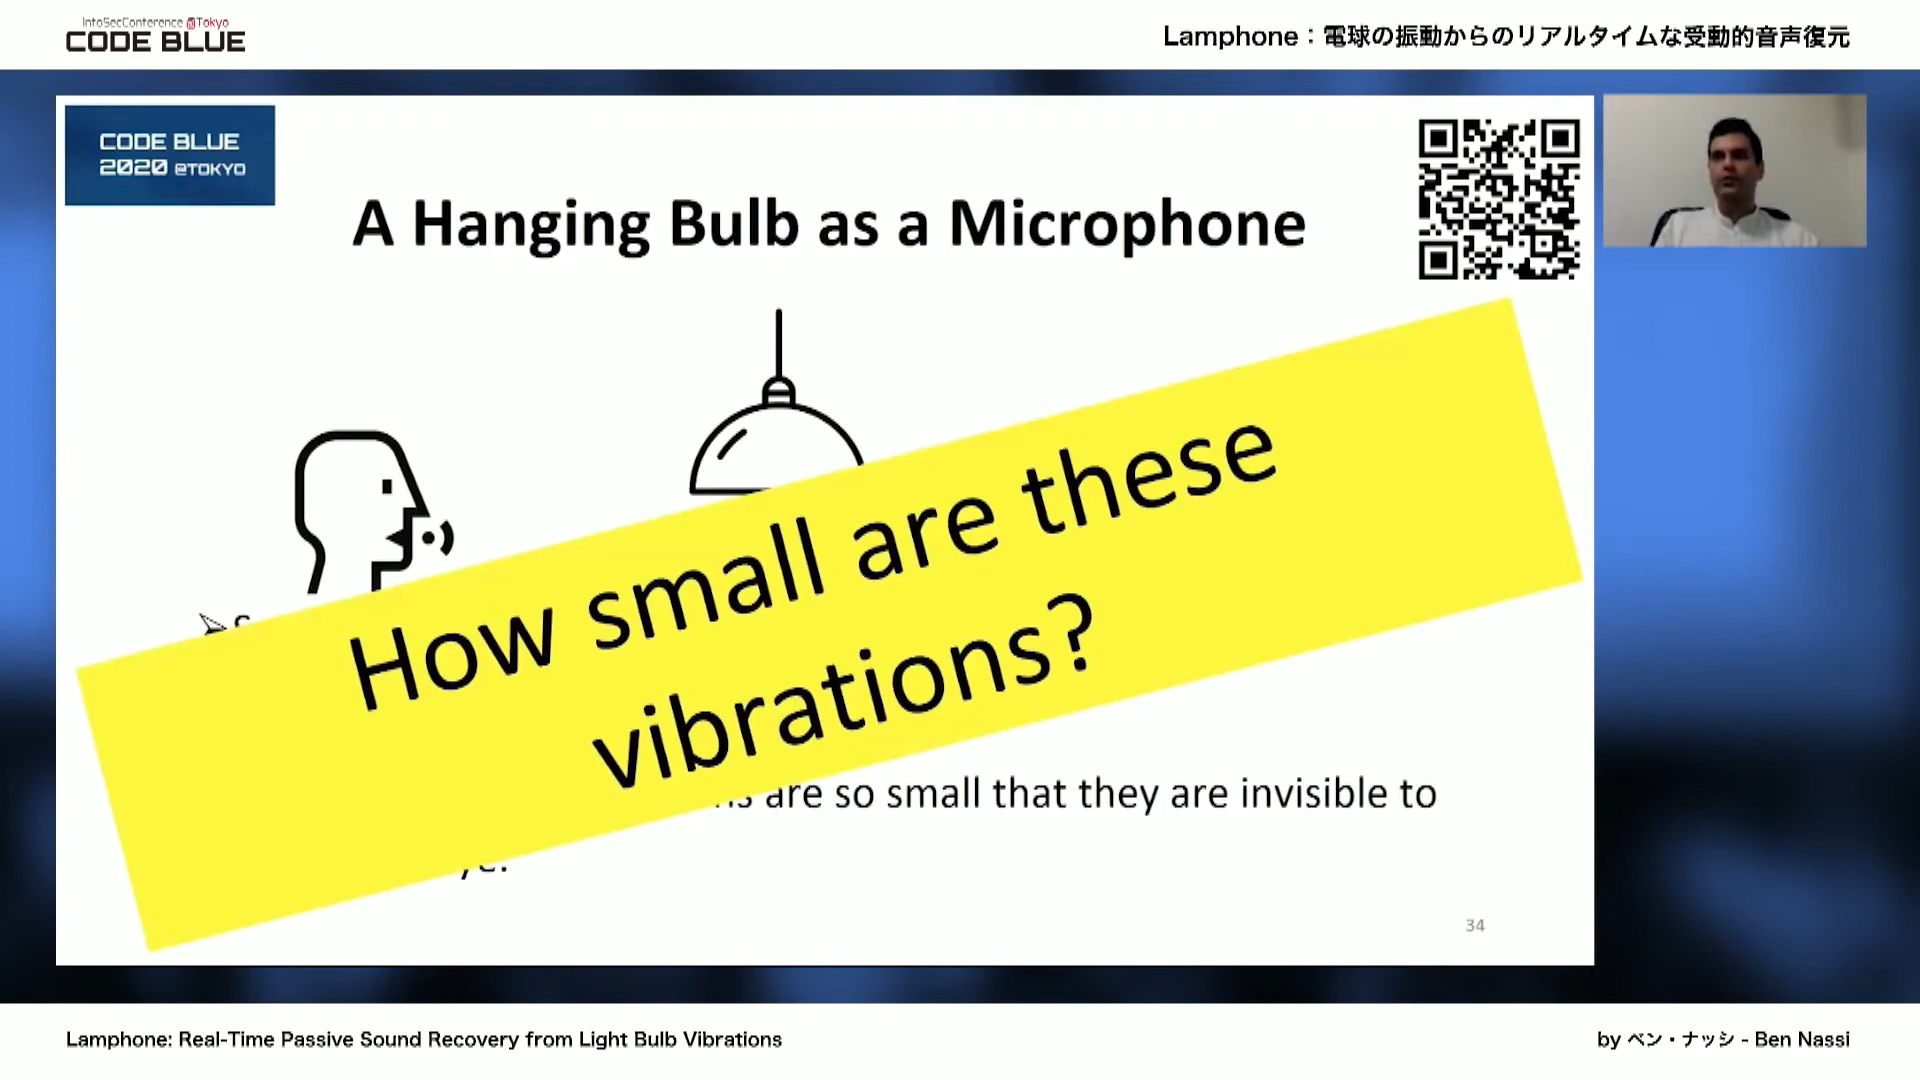 InfoSecConference @Tokyo
CODE BLUE
Lamphone：電球の振動からのリアルタイムな受動的音声復元
CODE BLUE
2020 @TOKYO
A Hanging Bulb as a Microphone
How small are these
vibrations?
are so small that they are invisible to
34
Lamphone: Real-Time Passive Sound Recovery from Light Bulb Vibrations
by ベン・ナッシ - Ben Nassi